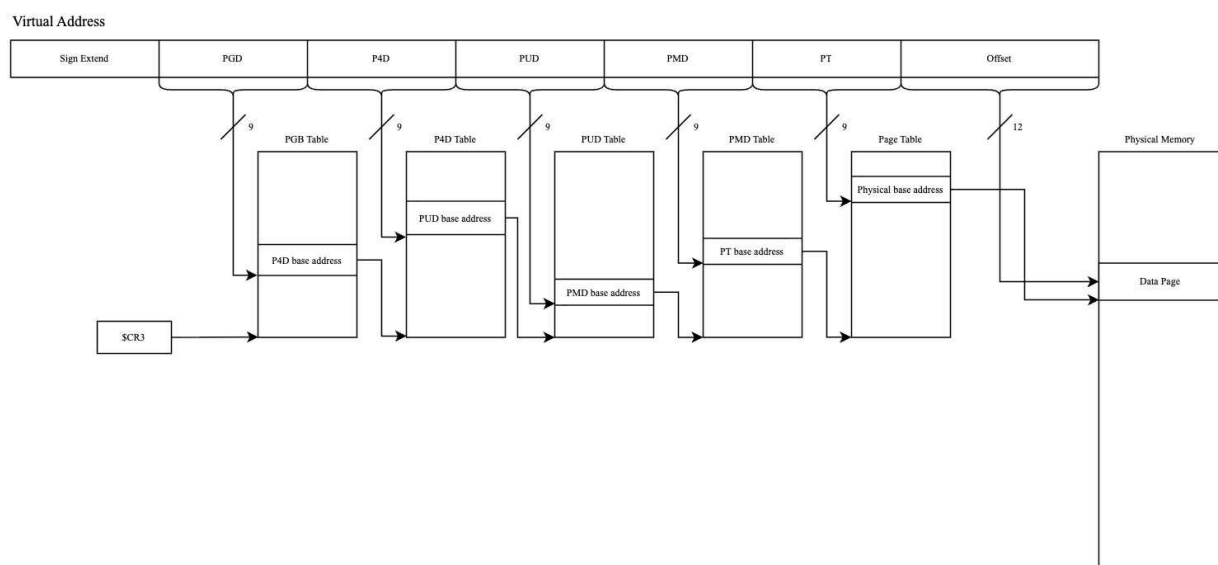 Virtual Address
Sign Extend PGD P4D PUD PMD PT Offset
9 9 9 9 9 12
PGB Table P4D Table PUD Table PMD Table Page Table Physical Memory
Physical base address
PUD base address
PT base address
P4D base address
Data Page
PMD base address
$CR3